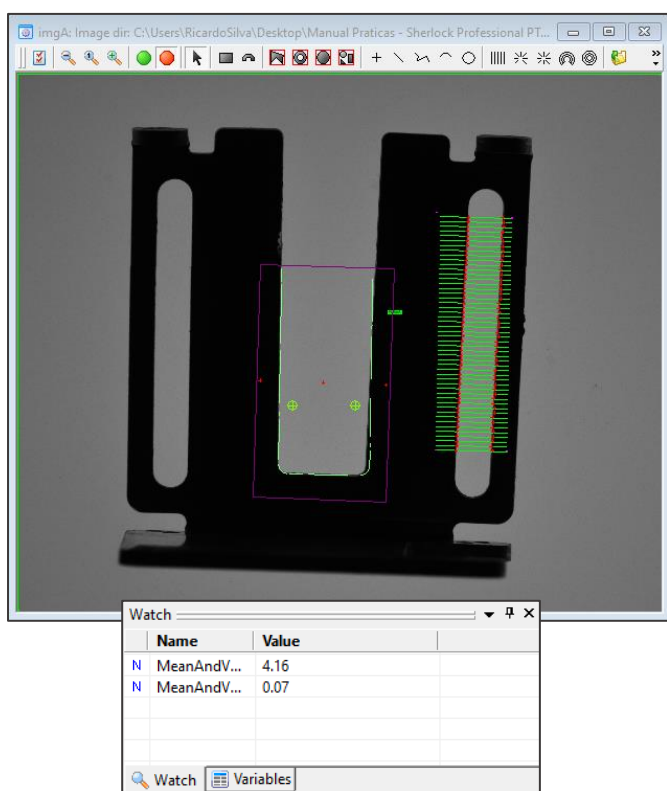 imgA: Image dir: C:\Users\RicardoSilva\Desktop\Manual Praticas - Sherlock Professional PT...
Watch
Name Value
N MeanAndV... 4.16
N MeanAndV... 0.07
Watch Variables